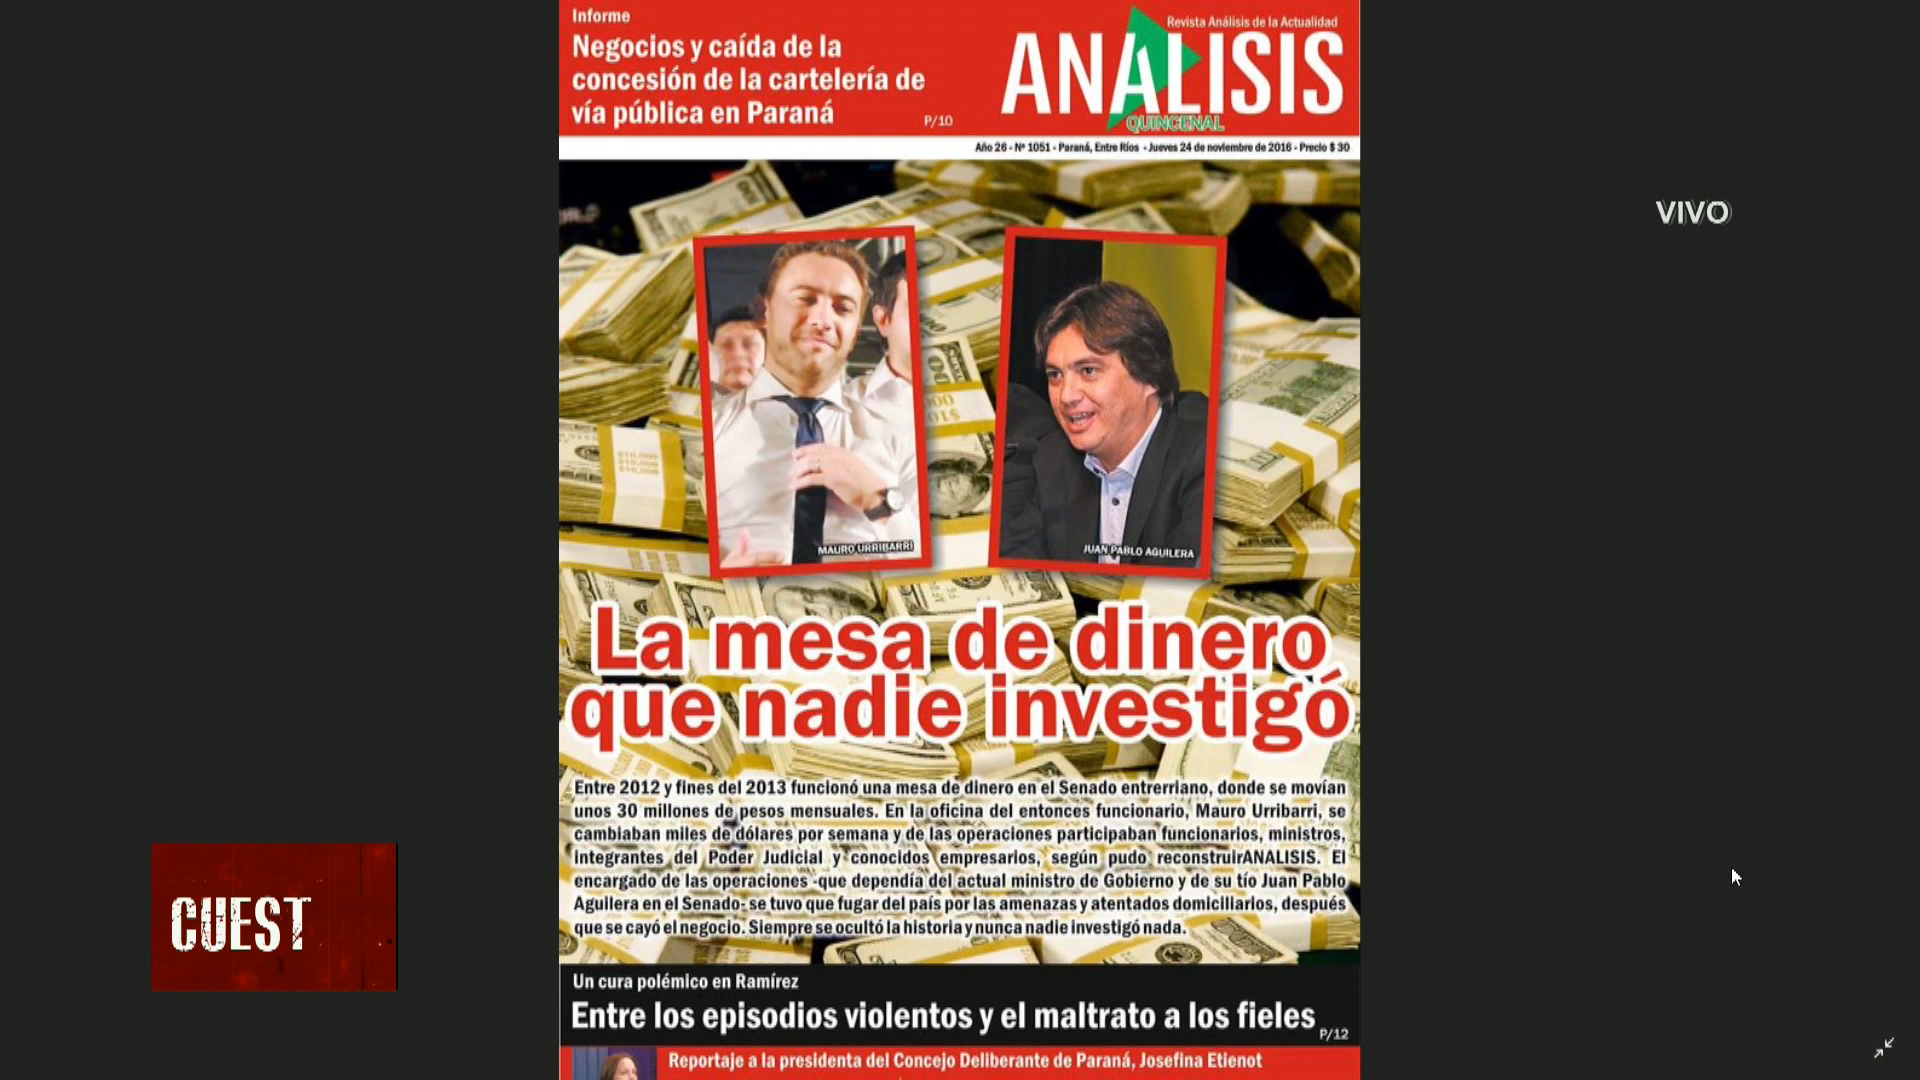 Informe
Negocios y caída de la
concesión de la cartelería de
vía pública en Paraná
P/10
Revista Análisis de la Actualidad
ANALISIS
QUINCENAL
Año 26 - Nº 1051 - Paraná, Entre Ríos - Jueves 24 de noviembre de 2016 - Precio $ 30
VIVO
$10,000
$10,000
$10,000
MAURO URRIBARRI
JUAN PABLO AGUILERA
La mesa de dinero
que nadie investigó
Entre 2012 y fines del 2013 funcionó una mesa de dinero en el Senado entrerriano, donde se movían
unos 30 millones de pesos mensuales. En la oficina del entonces funcionario, Mauro Urribarri, se
cambiaban miles de dólares por semana y de las operaciones participaban funcionarios, ministros,
integrantes del Poder Judicial y conocidos empresarios, según pudo reconstruirANALISIS. El
encargado de las operaciones -que dependía del actual ministro de Gobierno y de su tío Juan Pablo
Aguilera en el Senado- se tuvo que fugar del país por las amenazas y atentados domiciliarios, después
que se cayó el negocio. Siempre se ocultó la historia y nunca nadie investigó nada.
CUEST
Un cura polémico en Ramírez
Entre los episodios violentos y el maltrato a los fieles
P/12
Reportaje a la presidenta del Concejo Deliberante de Paraná, Josefina Etienot